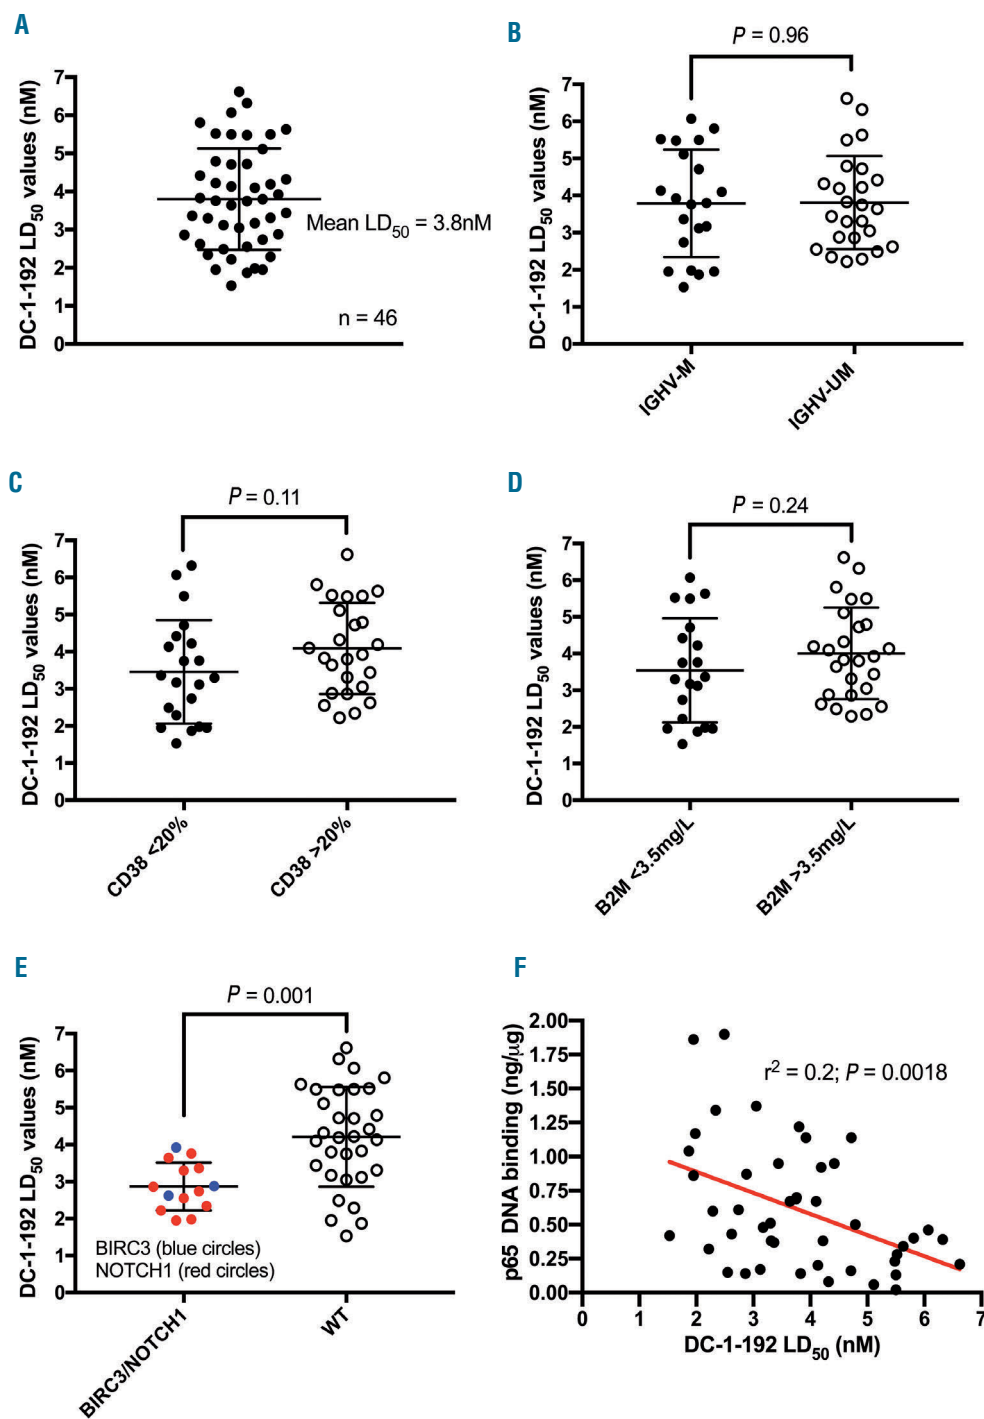 A
DC-1-192 LD50 values (nM)
7
6
5
4
3
2
1
0
Mean LD50 = 3.8nM
n = 46
B
P = 0.96
DC-1-192 LD50 values (nM)
7
6
5
4
3
2
1
0
IGHV-M
IGHV-UM
C
P = 0.11
DC-1-192 LD50 values (nM)
7
6
5
4
3
2
1
0
CD38 <20%
CD38 >20%
D
P = 0.24
DC-1-192 LD50 values (nM)
7
6
5
4
3
2
1
0
B2M <3.5mg/L
B2M >3.5mg/L
E
P = 0.001
DC-1-192 LD50 values (nM)
7
6
5
4
3
2
1
0
BIRC3 (blue circles)
NOTCH1 (red circles)
BIRC3/NOTCH1
WT
F
p65 DNA binding (ng/µg)
2.00
1.75
1.50
1.25
1.00
0.75
0.50
0.25
0.00
r2 = 0.2; P = 0.0018
0 1 2 3 4 5 6 7
DC-1-192 LD50 (nM)